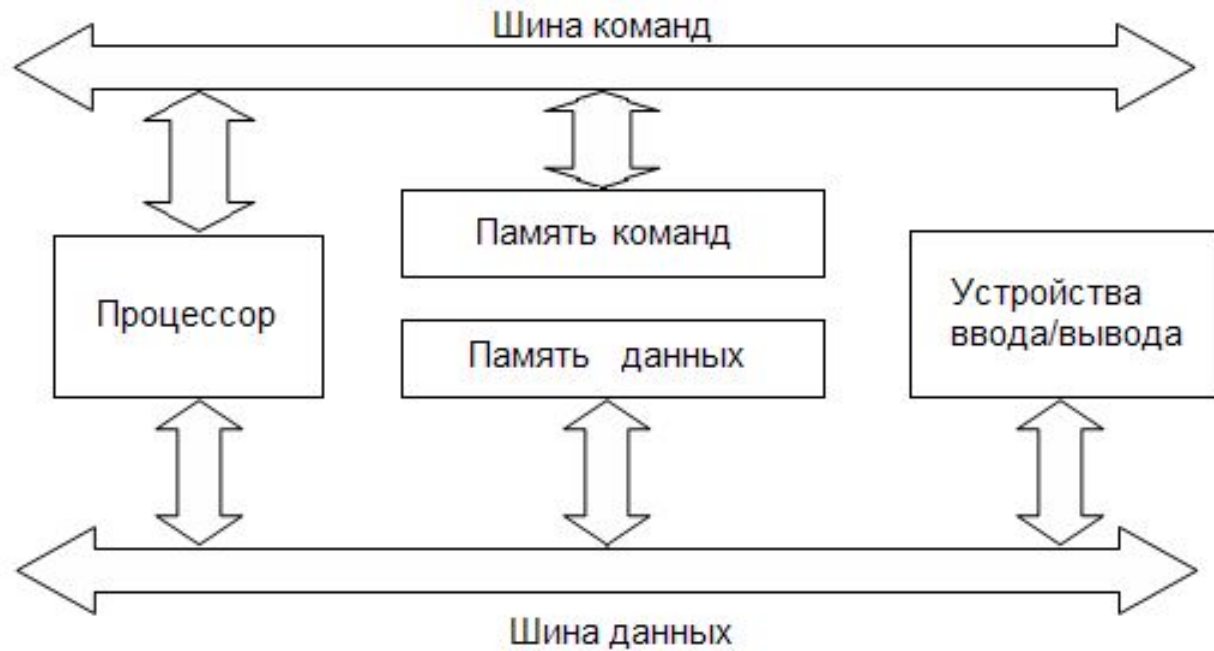 Шина команд
Память команд
Процессор
Память данных
Устройства
ввода/вывода
Шина данных